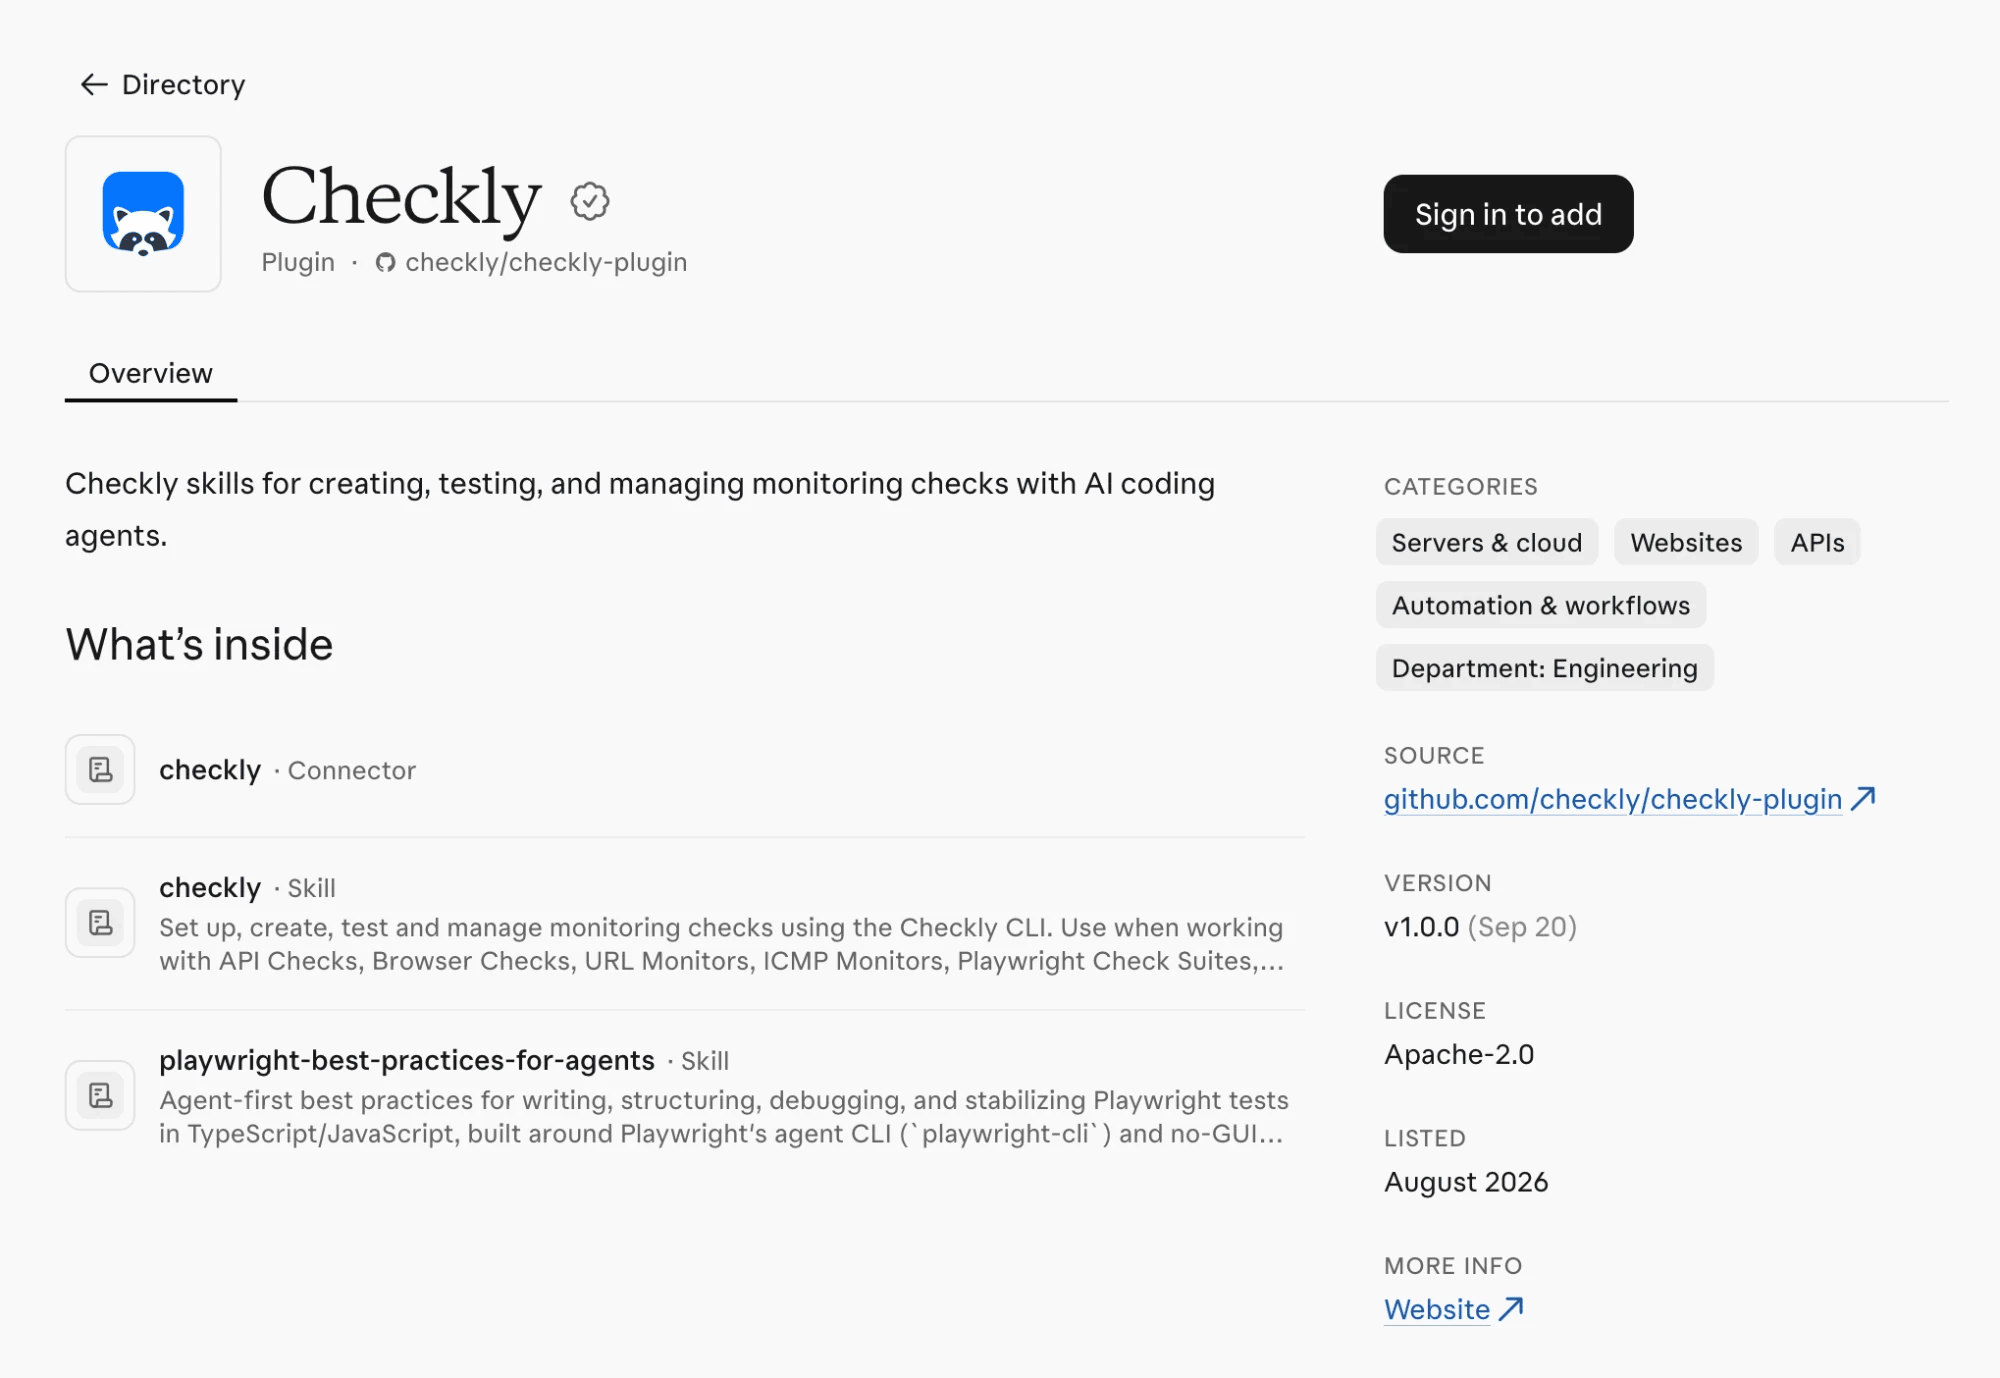 Directory
Checkly
Plugin · checkly/checkly-plugin
Sign in to add
Overview
Checkly skills for creating, testing, and managing monitoring checks with AI coding
agents.
What’s inside
checkly · Connector
checkly · Skill
Set up, create, test and manage monitoring checks using the Checkly CLI. Use when working
with API Checks, Browser Checks, URL Monitors, ICMP Monitors, Playwright Check Suites,...
playwright-best-practices-for-agents · Skill
Agent-first best practices for writing, structuring, debugging, and stabilizing Playwright tests
in TypeScript/JavaScript, built around Playwright's agent CLI (`playwright-cli`) and no-GUI...
CATEGORIES
Servers & cloud
Websites
APIs
Automation & workflows
Department: Engineering
SOURCE
github.com/checkly/checkly-plugin
VERSION
v1.0.0 (Sep 20)
LICENSE
Apache-2.0
LISTED
August 2026
MORE INFO
Website